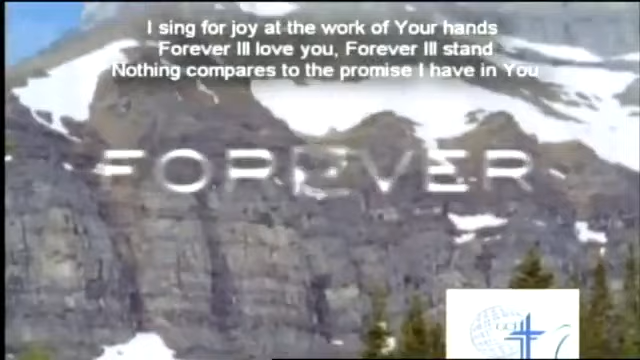 I sing for joy at the work of Your hands
Forever Ill love you, Forever Ill stand
Nothing compares to the promise I have in You
FOREVER